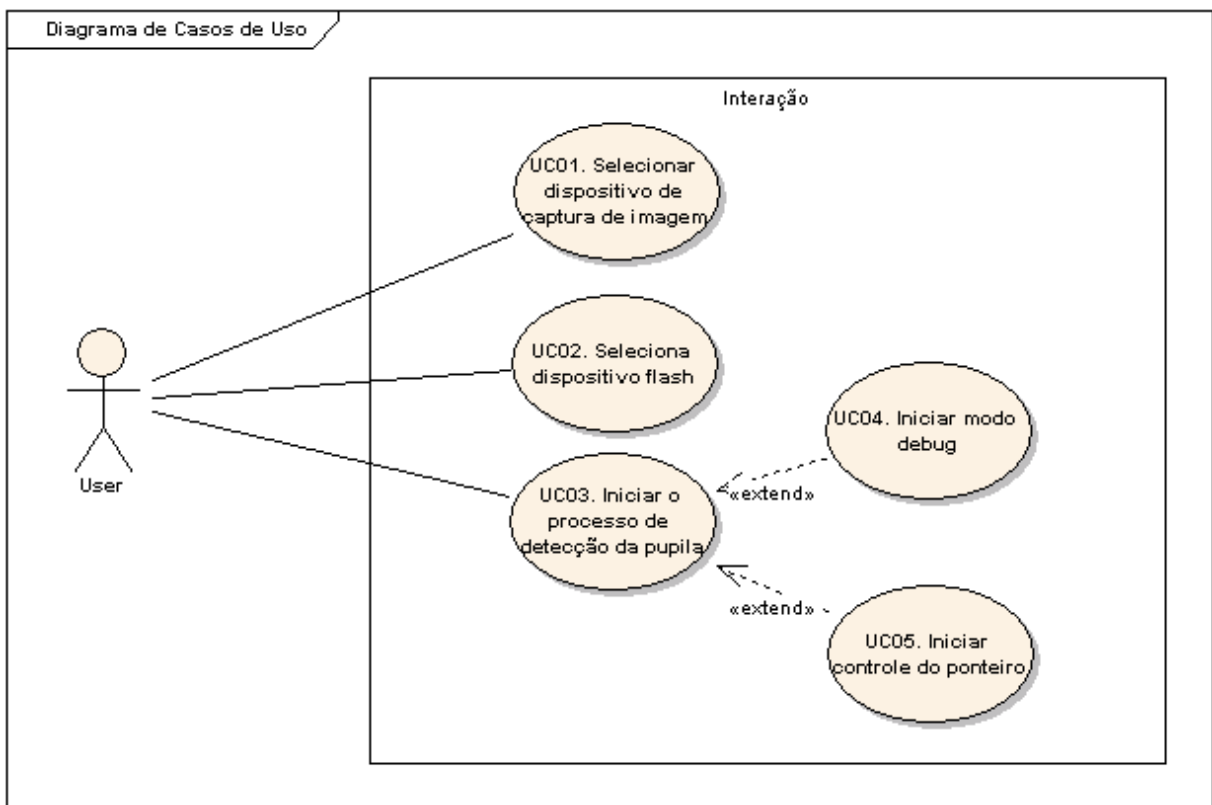 Diagrama de Casos de Uso
Interação
UC01. Selecionar
dispositivo de
captura de imagem
UC02. Seleciona
dispositivo flash
UC04. Iniciar modo
debug
User
UC03. Iniciar o
processo de
detecção da pupila
«extend»
«extend»
UC05. Iniciar
controle do ponteiro